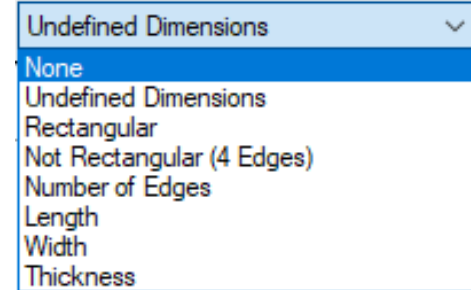 Undefined Dimensions
None
Undefined Dimensions
Rectangular
Not Rectangular (4 Edges)
Number of Edges
Length
Width
Thickness